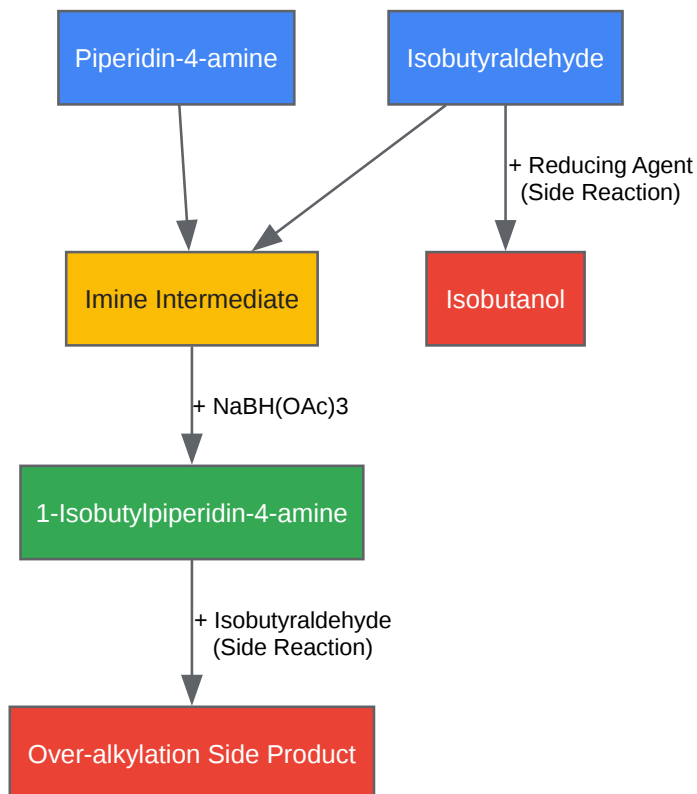 Piperidin-4-amine
Isobutyraldehyde
+ Reducing Agent
(Side Reaction)
Imine Intermediate
Isobutanol
+ NaBH(OAc)3
1-Isobutylpiperidin-4-amine
+ Isobutyraldehyde
(Side Reaction)
Over-alkylation Side Product